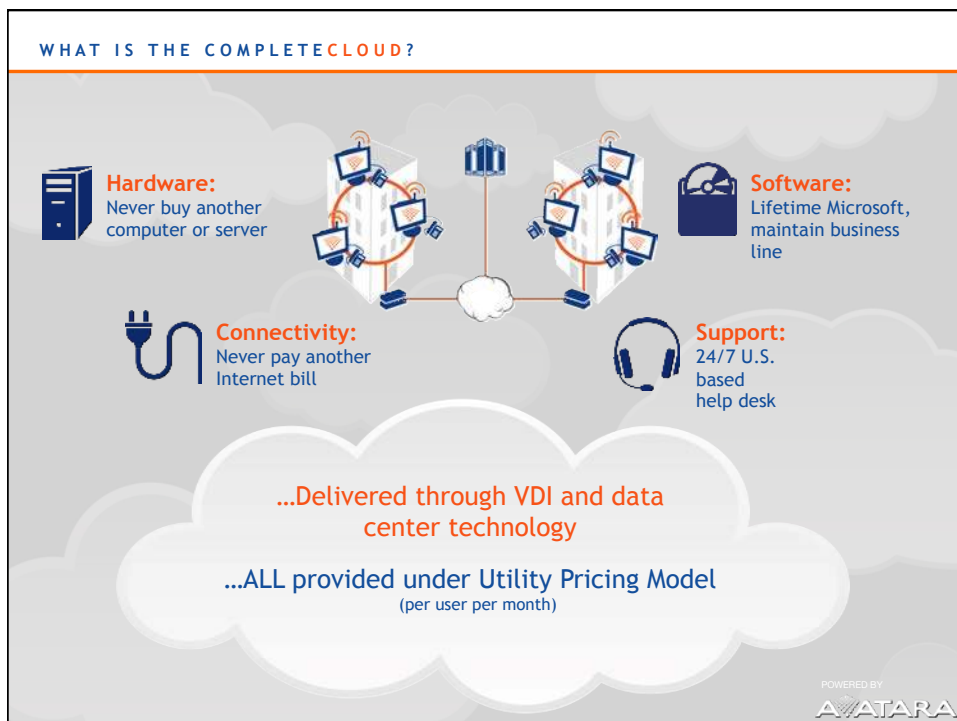 WHAT IS THE COMPLETECLOUD?
Hardware:
Never buy another
computer or server
Software:
Lifetime Microsoft,
maintain business
line
Connectivity:
Never pay another
Internet bill
Support:
24/7 U.S.
based
help desk
…Delivered through VDI and data
center technology
…ALL provided under Utility Pricing Model
(per user per month)
POWERED BY
AVATARA